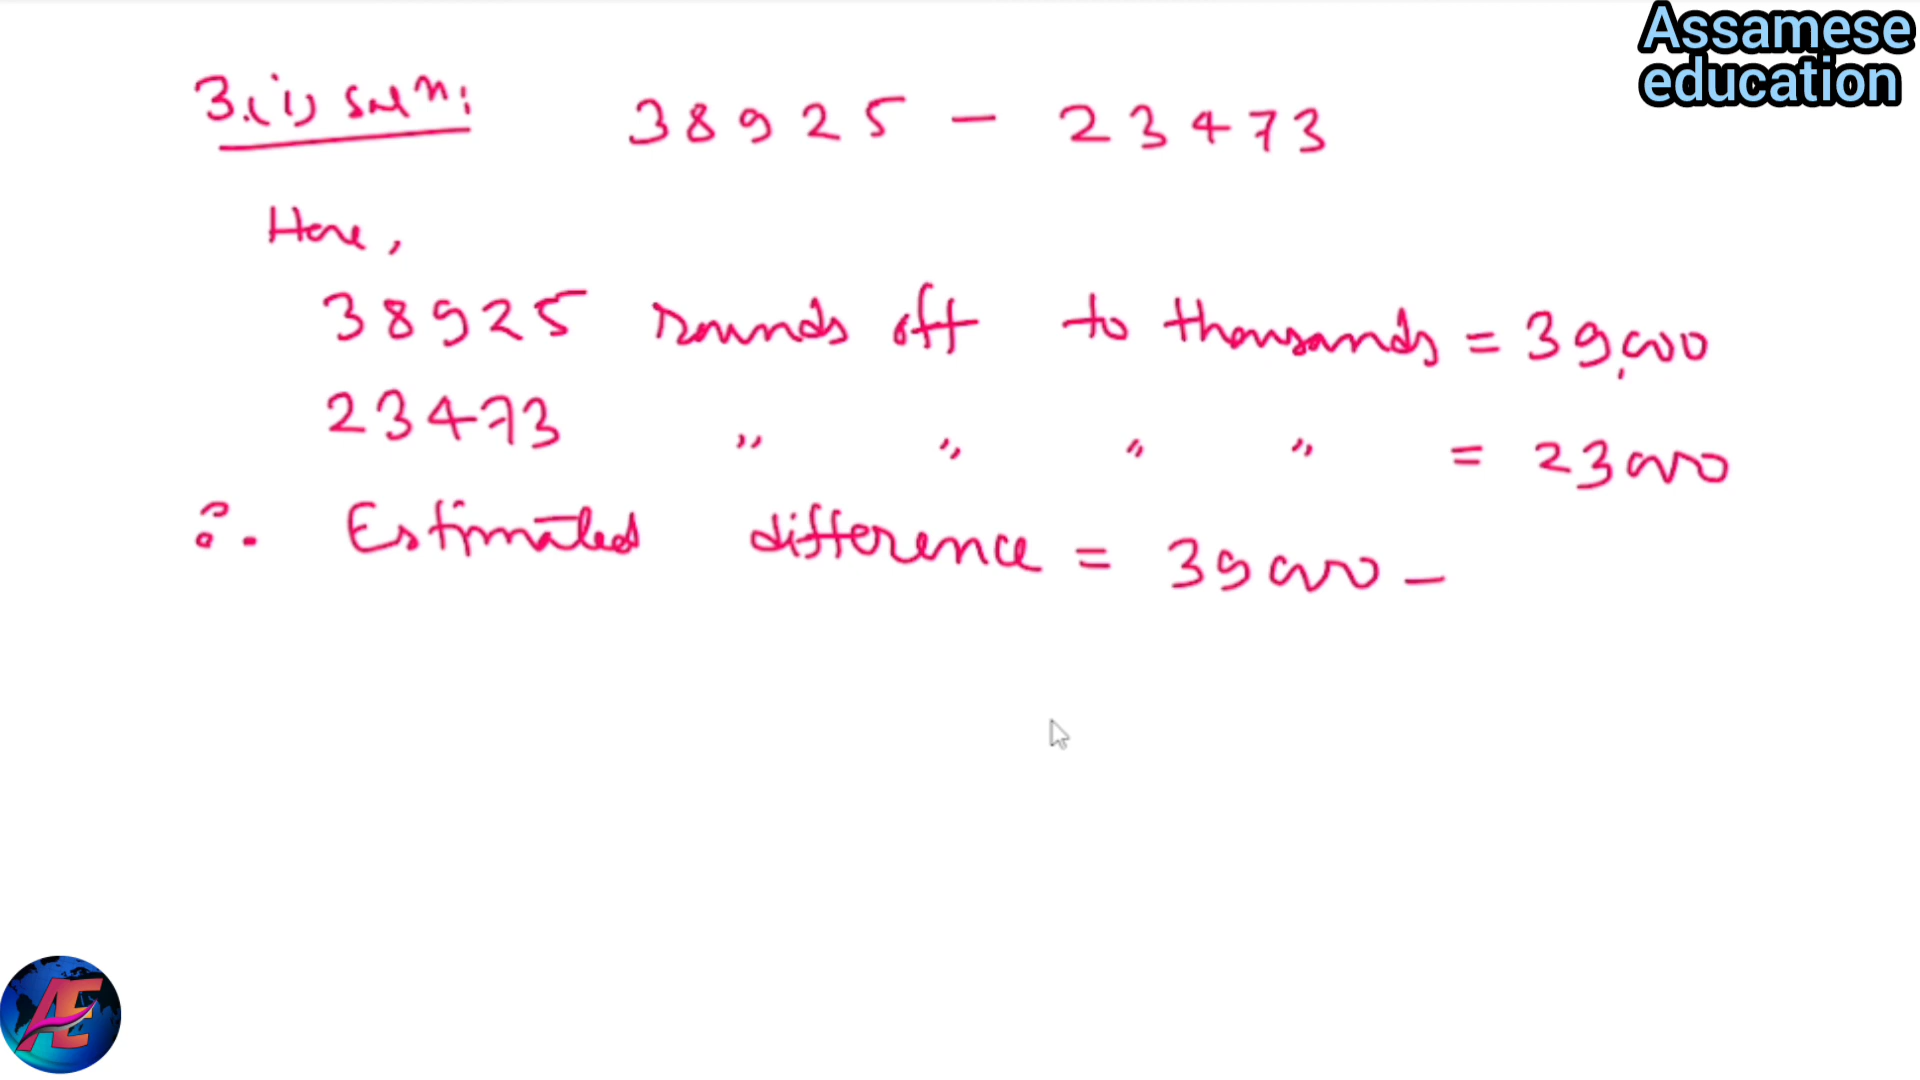 Assamese
education
3.(i) Solⁿ: 38925 - 23473
Here,
38925 rounds off to thousands = 39,000
23473 " " " " = 23000
∴ Estimated difference = 39000 -
AE